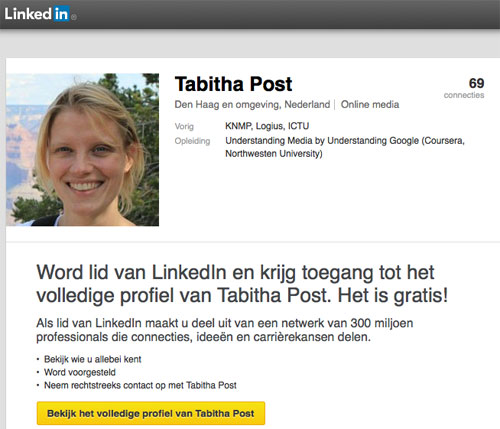 Linked in ®
Tabitha Post
69
connecties
Den Haag en omgeving, Nederland | Online media
Vorig KNMP, Logius, ICTU
Opleiding Understanding Media by Understanding Google (Coursera,
Northwesten University)
Word lid van LinkedIn en krijg toegang tot het
volledige profiel van Tabitha Post. Het is gratis!
Als lid van LinkedIn maakt u deel uit van een netwerk van 300 miljoen
professionals die connecties, ideeën en carrièrekansen delen.
• Bekijk wie u allebei kent
• Word voorgesteld
• Neem rechtstreeks contact op met Tabitha Post
Bekijk het volledige profiel van Tabitha Post